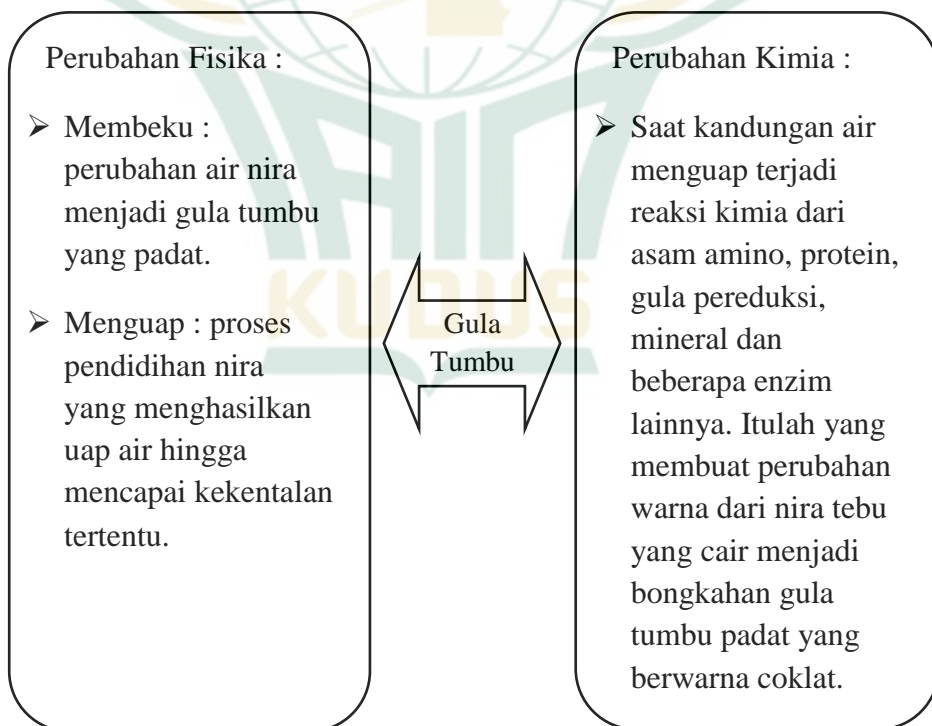 Perubahan Fisika :
➢ Membeku :
perubahan air nira
menjadi gula tumbu
yang padat.
➢ Menguap : proses
pendidihan nira
yang menghasilkan
uap air hingga
mencapai kekentalan
tertentu.
Gula
Tumbu
Perubahan Kimia :
➢ Saat kandungan air
menguap terjadi
reaksi kimia dari
asam amino, protein,
gula pereduksi,
mineral dan
beberapa enzim
lainnya. Itulah yang
membuat perubahan
warna dari nira tebu
yang cair menjadi
bongkahan gula
tumbu padat yang
berwarna coklat.
IAIN
KUDUS